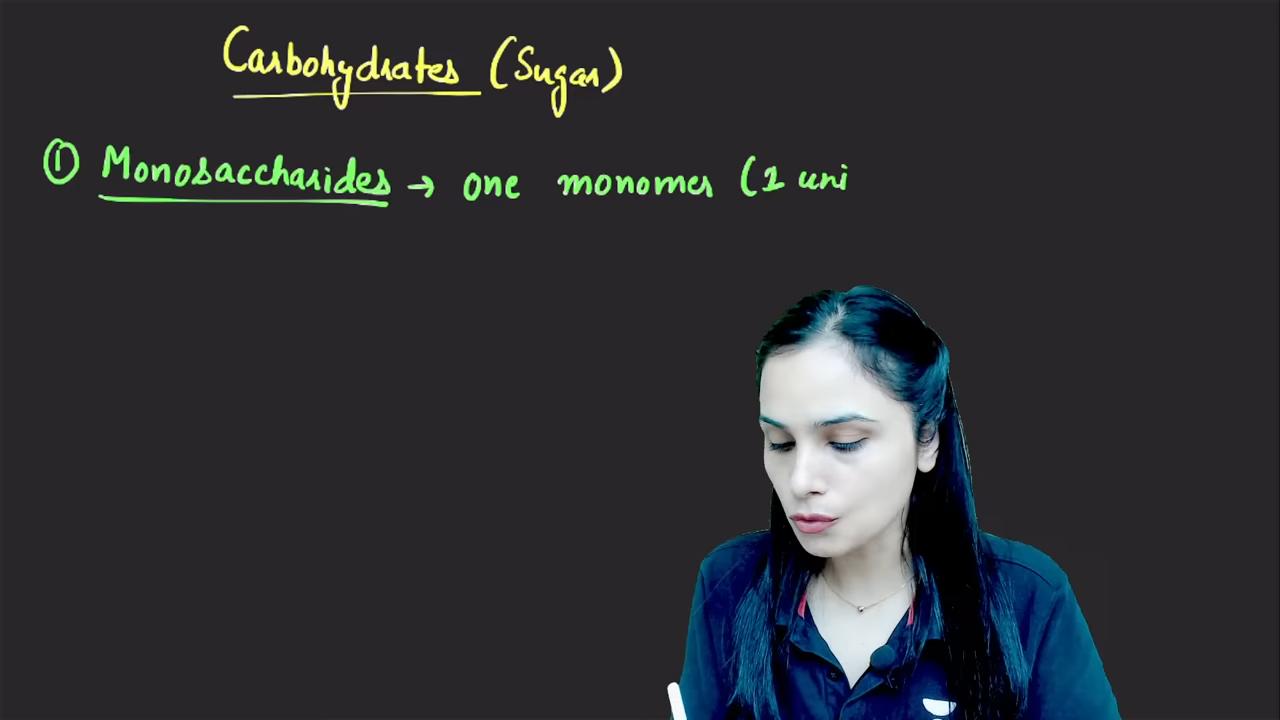 Carbohydrates (Sugar)
① Monosaccharides → one monomer (1 uni